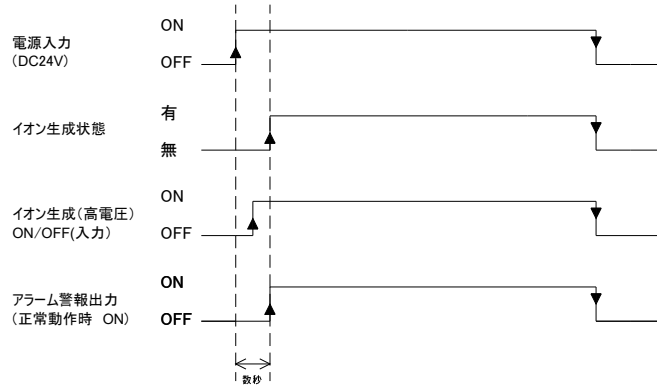 電源入力
(DC24V)
ON
OFF
イオン生成状態
有
無
イオン生成(高電圧)
ON/OFF(入力)
ON
OFF
アラーム警報出力
(正常動作時 ON)
ON
OFF
数秒